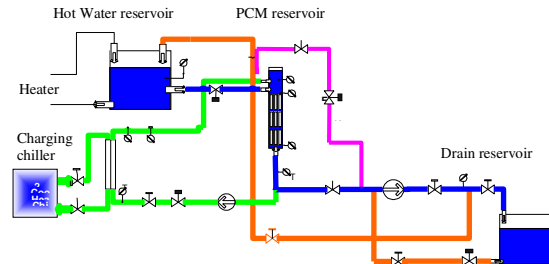 Hot Water reservoir
PCM reservoir
Heater
Charging
chiller
Drain reservoir
T